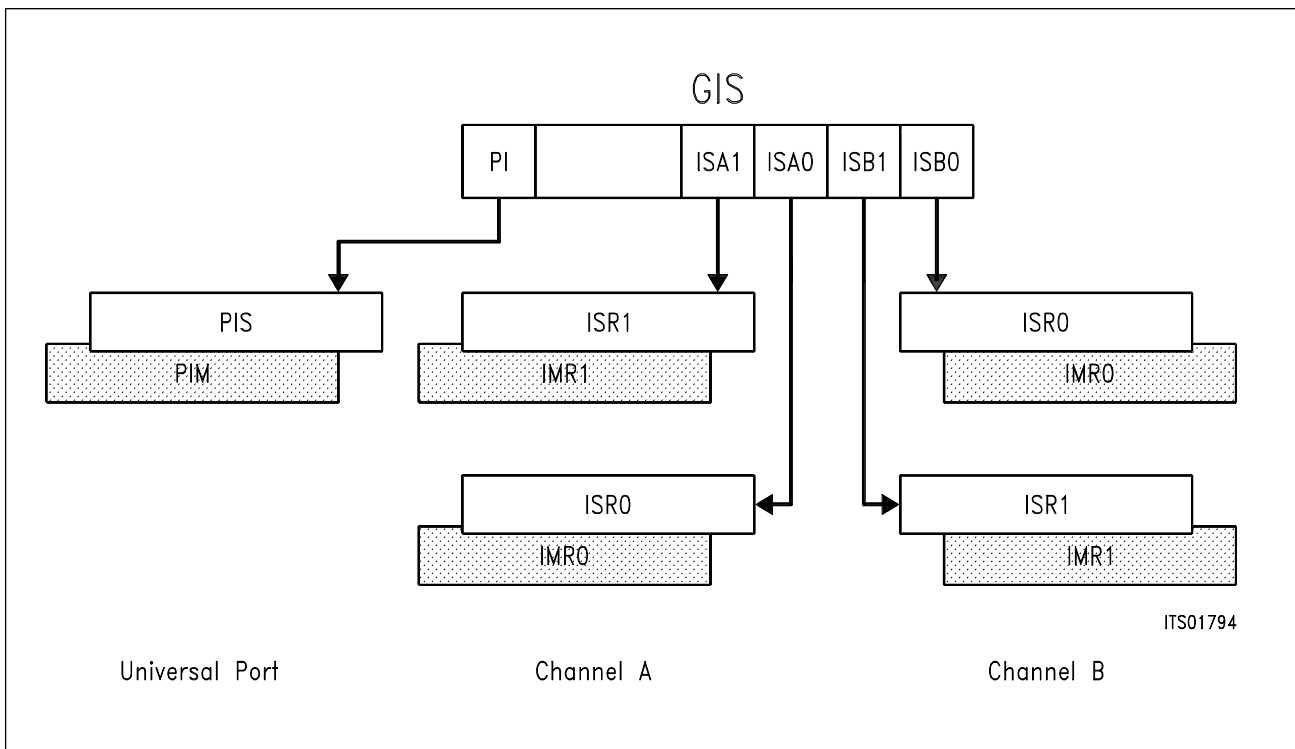 GIS
PI ISA1 ISA0 ISB1 ISB0
PIS ISR1 ISR0
PIM IMR1 IMR0
ISR0 ISR1
IMR0 IMR1
ITS01794
Universal Port Channel A Channel B